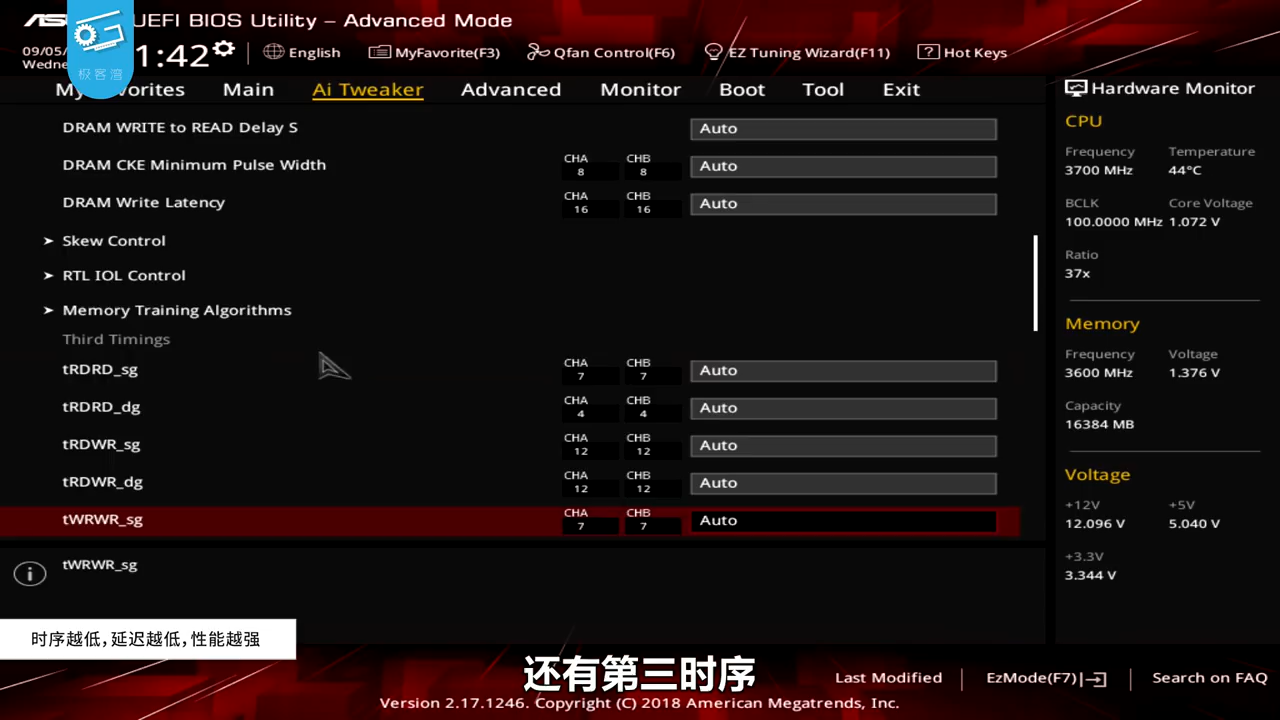 UEFI BIOS Utility – Advanced Mode
09/05/
1:42
English
MyFavorite(F3)
Qfan Control(F6)
EZ Tuning Wizard(F11)
? Hot Keys
极客湾
Main
Ai Tweaker
Advanced
Monitor
Boot
Tool
Exit
DRAM WRITE to READ Delay S
Auto
DRAM CKE Minimum Pulse Width
CHA 8
CHB 8
Auto
DRAM Write Latency
CHA 16
CHB 16
Auto
Skew Control
RTL IOL Control
Memory Training Algorithms
Third Timings
tRDRD_sg
CHA 7
CHB 7
Auto
tRDRD_dg
CHA 4
CHB 4
Auto
tRDWR_sg
CHA 12
CHB 12
Auto
tRDWR_dg
CHA 12
CHB 12
Auto
tWRWR_sg
CHA 7
CHB 7
Auto
tWRWR_sg
Hardware Monitor
CPU
Frequency Temperature
3700 MHz 44°C
BCLK Core Voltage
100.0000 MHz 1.072 V
Ratio
37x
Memory
Frequency Voltage
3600 MHz 1.376 V
Capacity
16384 MB
Voltage
+12V +5V
12.096 V 5.040 V
+3.3V
3.344 V
时序越低，延迟越低，性能越强
还有第三时序
Last Modified
EzMode(F7)
Search on FAQ
Version 2.17.1246. Copyright (C) 2018 American Megatrends, Inc.